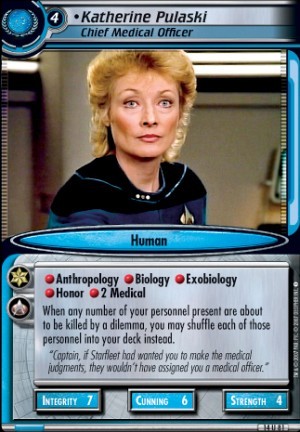 4 •Katherine Pulaski
Chief Medical Officer
Human
•Anthropology •Biology •Exobiology
•Honor •2 Medical
When any number of your personnel present are about
to be killed by a dilemma, you may shuffle each of those
personnel into your deck instead.
"Captain, if Starfleet had wanted you to make the medical
judgments, they wouldn't have assigned you a medical officer."
Integrity 7 Cunning 6 Strength 4